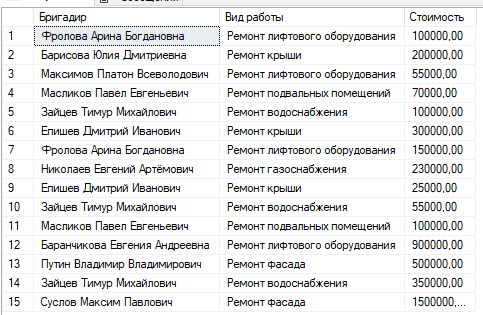 Бригадир Вид работы Стоимость
1 Фролова Арина Богдановна Ремонт лифтового оборудования 100000,00
2 Барисова Юлия Дмитриевна Ремонт крыши 200000,00
3 Максимов Платон Всеволодович Ремонт лифтового оборудования 55000,00
4 Масликов Павел Евгеньевич Ремонт подвальных помещений 70000,00
5 Зайцев Тимур Михайлович Ремонт водоснабжения 100000,00
6 Епишев Дмитрий Иванович Ремонт крыши 300000,00
7 Фролова Арина Богдановна Ремонт лифтового оборудования 150000,00
8 Николаев Евгений Артёмович Ремонт газоснабжения 230000,00
9 Епишев Дмитрий Иванович Ремонт крыши 25000,00
10 Зайцев Тимур Михайлович Ремонт водоснабжения 55000,00
11 Масликов Павел Евгеньевич Ремонт подвальных помещений 100000,00
12 Баранчикова Евгения Андреевна Ремонт лифтового оборудования 900000,00
13 Путин Владимир Владимирович Ремонт фасада 500000,00
14 Зайцев Тимур Михайлович Ремонт водоснабжения 350000,00
15 Суслов Максим Павлович Ремонт фасада 1500000,...